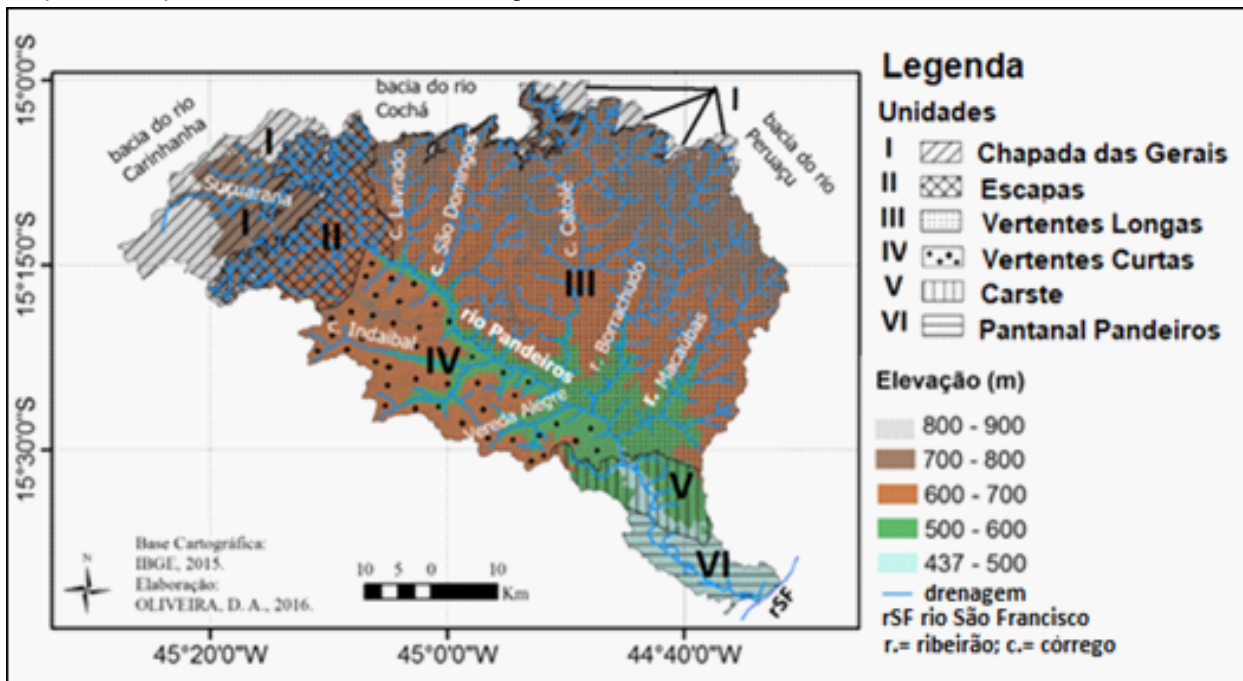 15°0'0"S
15°15'0"S
15°30'0"S
bacia do rio
Carinhanha
bacia do rio
Cochá
bacia do rio
Peruaçu
I
I
Suçuarana
I
II
c. Lavrado
c. São Domingos
c. Catolé
III
r. Borrachudo
r. Macaúbas
rio Pandeiros
c. Indaibal
IV
Vereda Alegre
V
VI
rSF
N
Base Cartográfica:
IBGE, 2015.
Elaboração:
OLIVEIRA, D. A., 2016.
10 5 0 10
Km
45°20'0"W
45°0'0"W
44°40'0"W
Legenda
Unidades
I Chapada das Gerais
II Escapas
III Vertentes Longas
IV Vertentes Curtas
V Carste
VI Pantanal Pandeiros
Elevação (m)
800 - 900
700 - 800
600 - 700
500 - 600
437 - 500
drenagem
rSF rio São Francisco
r.= ribeirão; c.= córrego